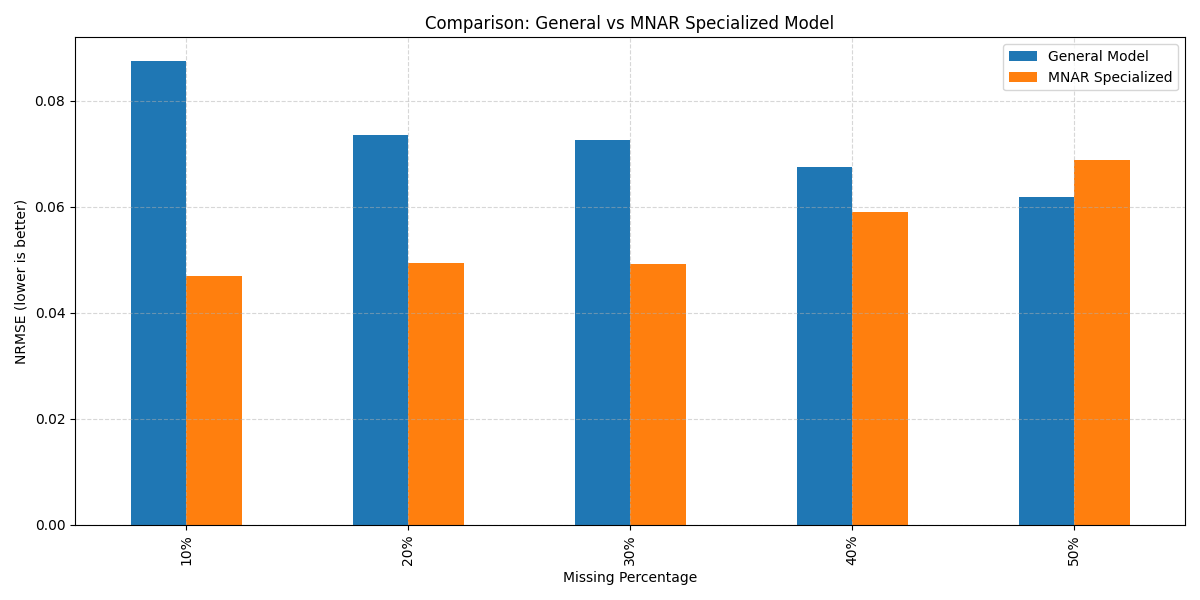 Comparison: General vs MNAR Specialized Model
General Model
MNAR Specialized
NRMSE (lower is better)
0.08
0.06
0.04
0.02
0.00
10%
20%
30%
40%
50%
Missing Percentage